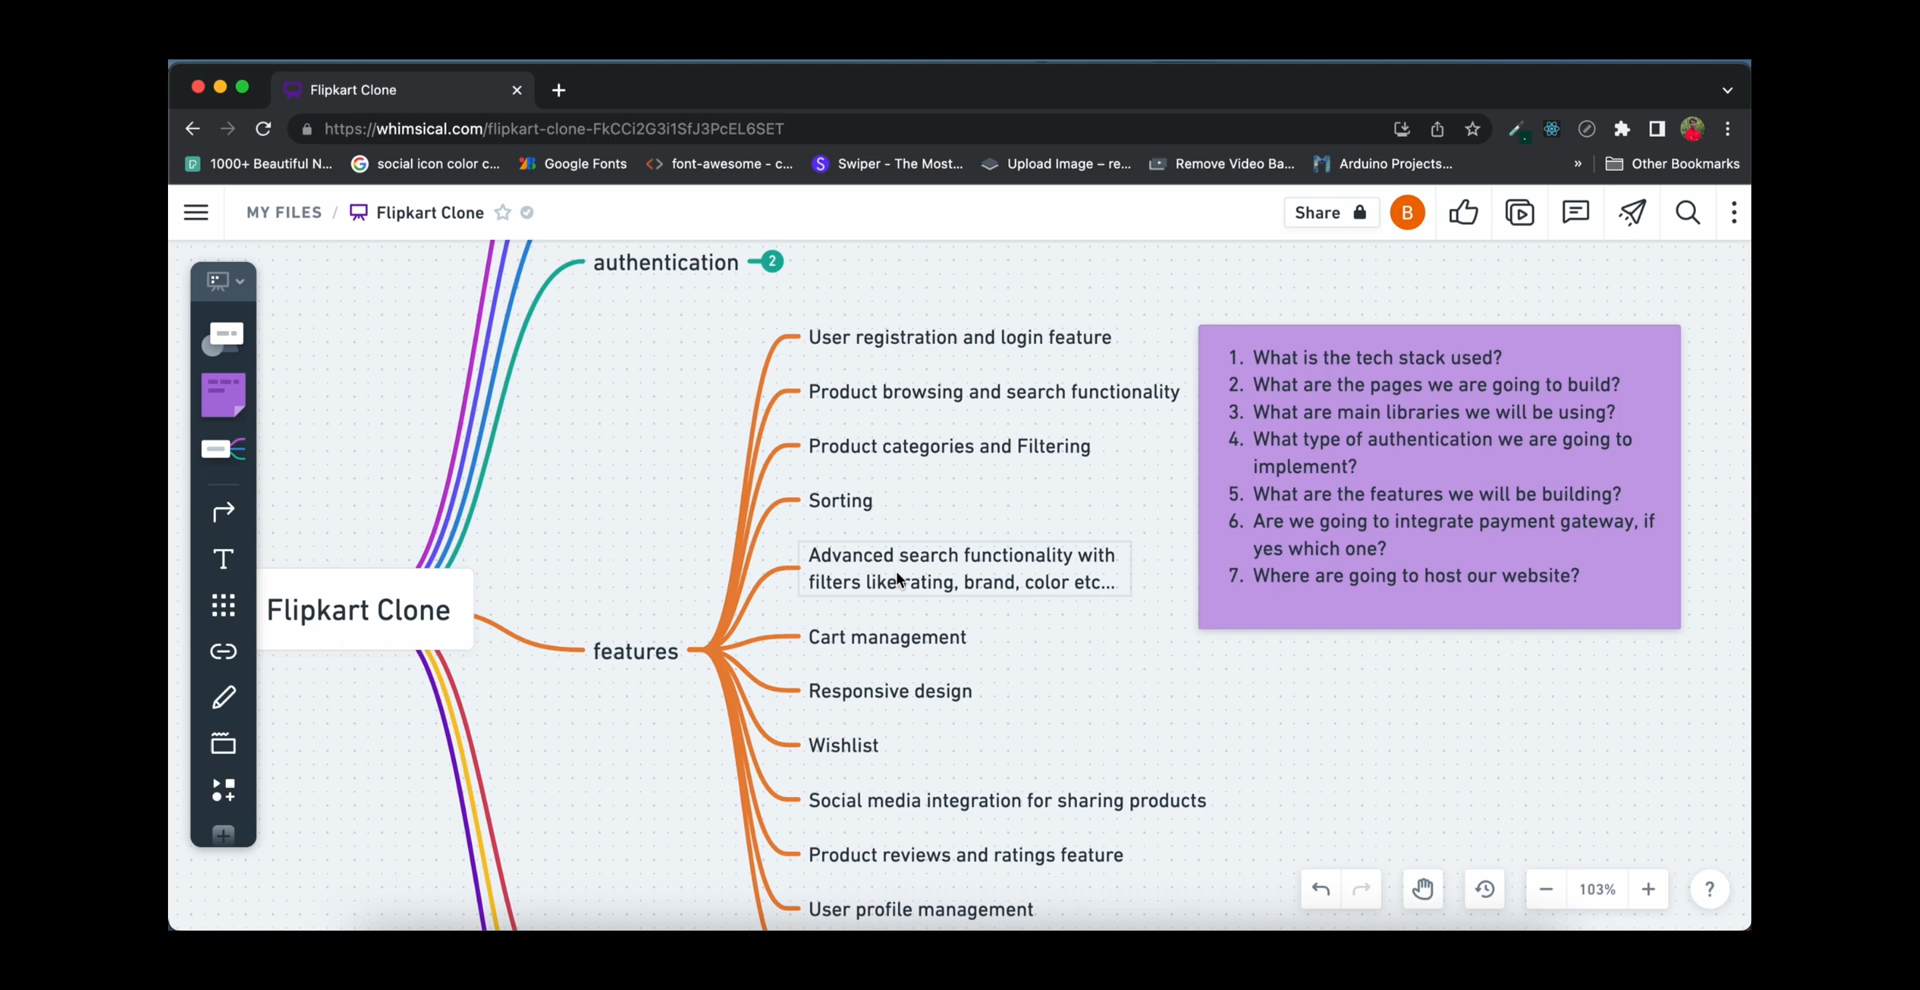 Flipkart Clone
https://whimsical.com/flipkart-clone-FkCCi2G3i1SfJ3PcEL6SET
1000+ Beautiful N...
social icon color c...
Google Fonts
font-awesome - c...
Swiper - The Most...
Upload Image – re...
Remove Video Ba...
Arduino Projects...
»
Other Bookmarks
MY FILES / Flipkart Clone
Share
B
authentication 2
User registration and login feature
Product browsing and search functionality
Product categories and Filtering
Sorting
Advanced search functionality with
filters like rating, brand, color etc...
Flipkart Clone
features
Cart management
Responsive design
Wishlist
Social media integration for sharing products
Product reviews and ratings feature
User profile management
1. What is the tech stack used?
2. What are the pages we are going to build?
3. What are main libraries we will be using?
4. What type of authentication we are going to
implement?
5. What are the features we will be building?
6. Are we going to integrate payment gateway, if
yes which one?
7. Where are going to host our website?
T
103%
?